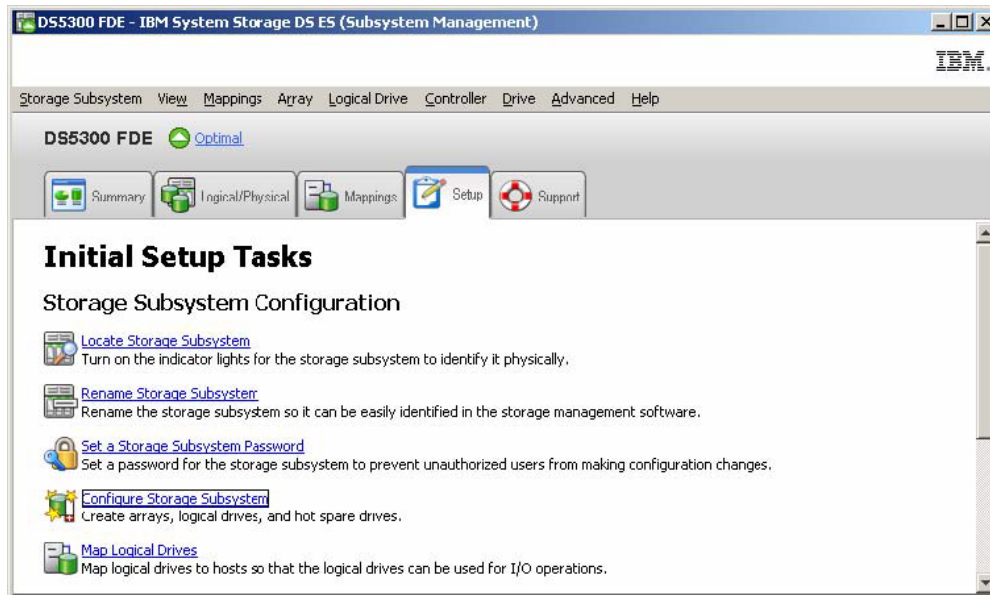 DS5300 FDE - IBM System Storage DS ES (Subsystem Management)
IBM.
Storage Subsystem View Mappings Array Logical Drive Controller Drive Advanced Help
DS5300 FDE Optimal
Summary Logical/Physical Mappings Setup Support
Initial Setup Tasks
Storage Subsystem Configuration
Locate Storage Subsystem
Turn on the indicator lights for the storage subsystem to identify it physically.
Rename Storage Subsystem
Rename the storage subsystem so it can be easily identified in the storage management software.
Set a Storage Subsystem Password
Set a password for the storage subsystem to prevent unauthorized users from making configuration changes.
Configure Storage Subsystem
Create arrays, logical drives, and hot spare drives.
Map Logical Drives
Map logical drives to hosts so that the logical drives can be used for I/O operations.